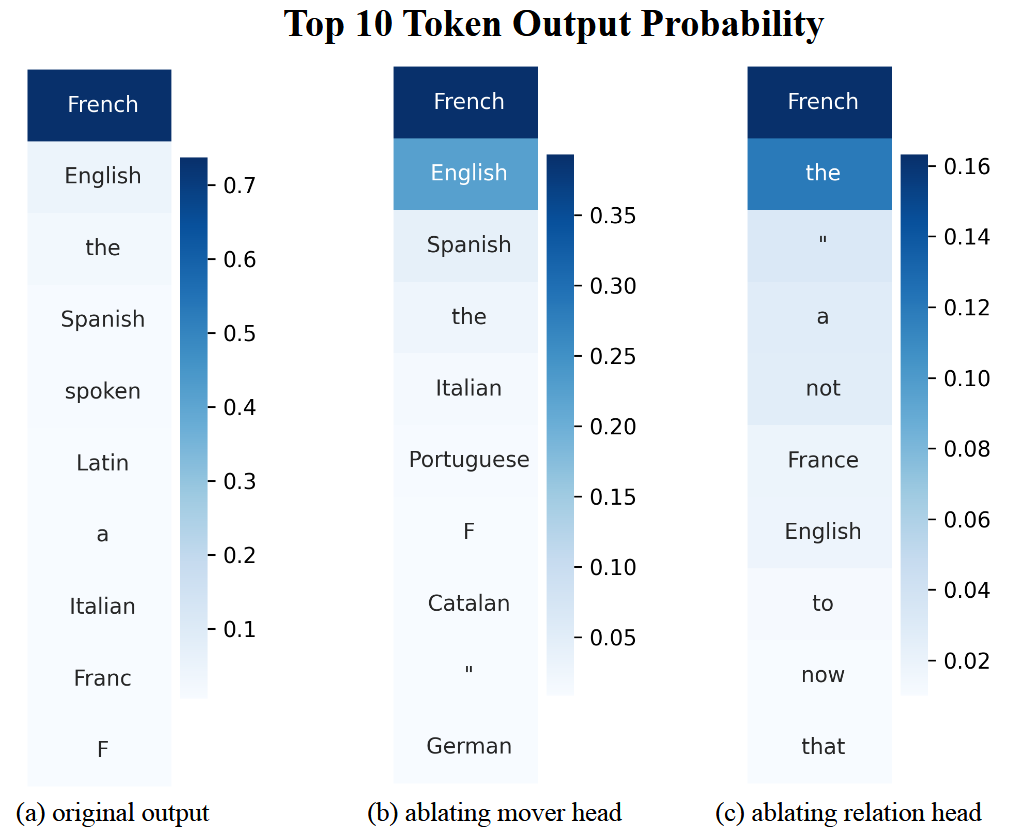 Top 10 Token Output Probability
French
English
the
Spanish
spoken
Latin
a
Italian
Franc
F
0.7
0.6
0.5
0.4
0.3
0.2
0.1
(a) original output
French
English
Spanish
the
Italian
Portuguese
F
Catalan
"
German
0.35
0.30
0.25
0.20
0.15
0.10
0.05
(b) ablating mover head
French
the
"
a
not
France
English
to
now
that
0.16
0.14
0.12
0.10
0.08
0.06
0.04
0.02
(c) ablating relation head